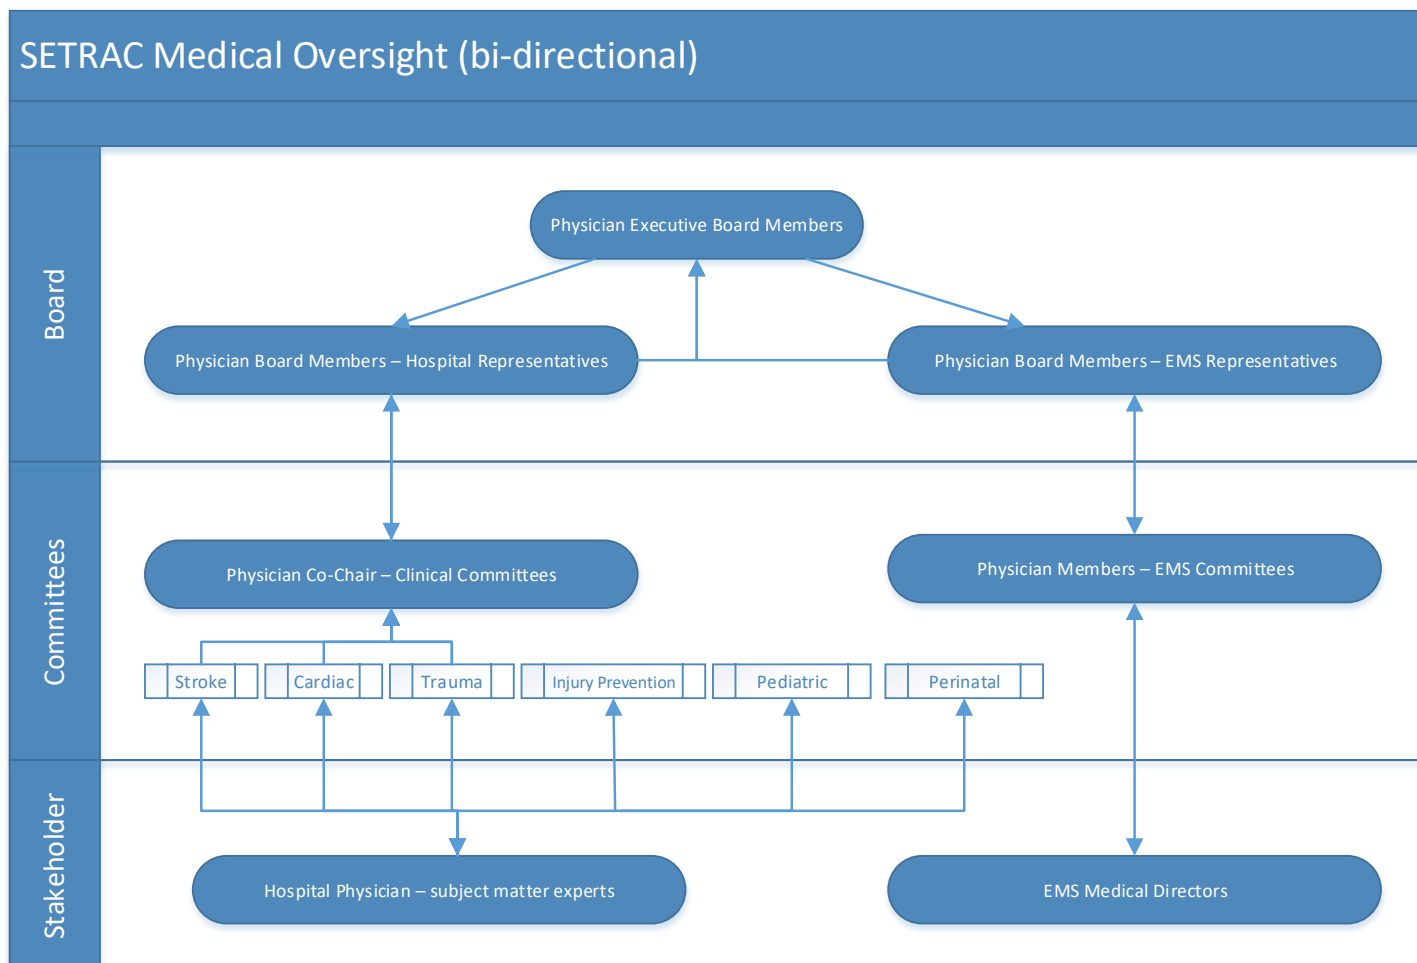 SETRAC Medical Oversight (bi-directional)
Board
Physician Executive Board Members
Physician Board Members – Hospital Representatives
Physician Board Members – EMS Representatives
Committees
Physician Co-Chair – Clinical Committees
Physician Members – EMS Committees
Stroke
Cardiac
Trauma
Injury Prevention
Pediatric
Perinatal
Stakeholder
Hospital Physician – subject matter experts
EMS Medical Directors